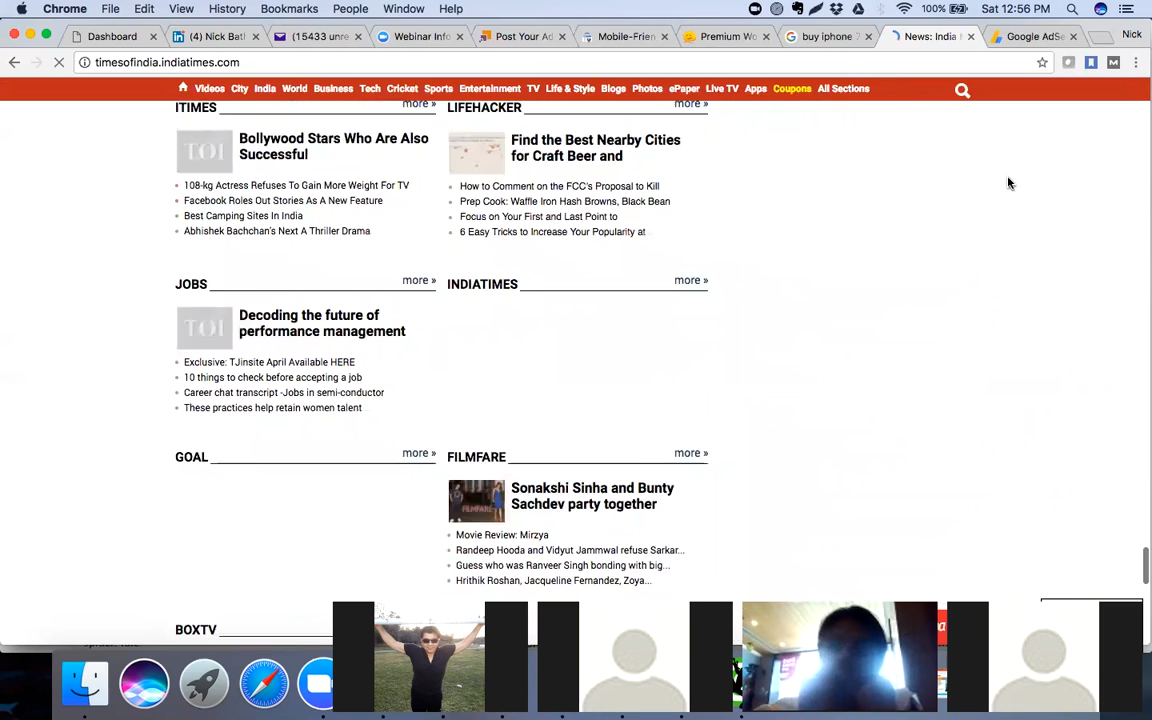 Chrome File Edit View History Bookmarks People Window Help 100% Sat 12:56 PM
Dashboard (4) Nick Bat (15433 unre Webinar Info Post Your Ad Mobile-Frien Premium Wo buy iphone 7 News: India Google AdSe Nick
timesofindia.indiatimes.com
Videos City India World Business Tech Cricket Sports Entertainment TV Life & Style Blogs Photos ePaper Live TV Apps Coupons All Sections
ITIMES more »
Bollywood Stars Who Are Also
Successful
108-kg Actress Refuses To Gain More Weight For TV
Facebook Roles Out Stories As A New Feature
Best Camping Sites In India
Abhishek Bachchan's Next A Thriller Drama
LIFEHACKER more »
Find the Best Nearby Cities
for Craft Beer and
How to Comment on the FCC's Proposal to Kill
Prep Cook: Waffle Iron Hash Browns, Black Bean
Focus on Your First and Last Point to
6 Easy Tricks to Increase Your Popularity at
JOBS more »
TOI
Decoding the future of
performance management
Exclusive: TJinsite April Available HERE
10 things to check before accepting a job
Career chat transcript -Jobs in semi-conductor
These practices help retain women talent
INDIATIMES more »
GOAL more »
FILMFARE more »
Sonakshi Sinha and Bunty
Sachdev party together
Movie Review: Mirzya
Randeep Hooda and Vidyut Jammwal refuse Sarkar...
Guess who was Ranveer Singh bonding with big...
Hrithik Roshan, Jacqueline Fernandez, Zoya...
BOXTV